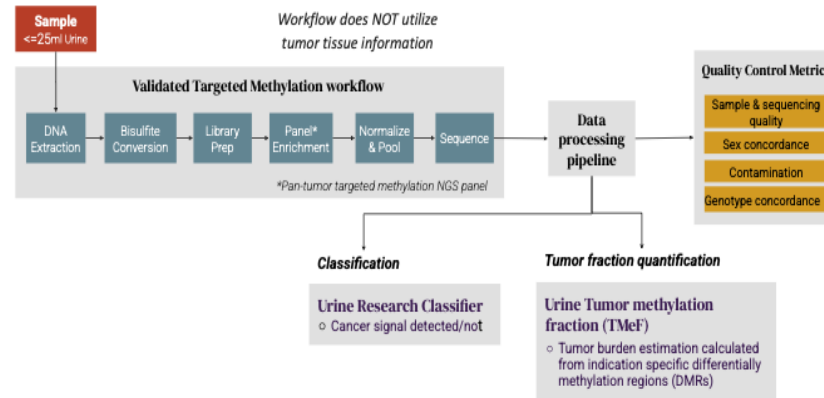 Sample
<=25ml Urine
Workflow does NOT utilize
tumor tissue information
Validated Targeted Methylation workflow
DNA
Extraction
Bisulfite
Conversion
Library
Prep
Panel*
Enrichment
Normalize
& Pool
Sequence
*Pan-tumor targeted methylation NGS panel
Data
processing
pipeline
Quality Control Metric
Sample & sequencing
quality
Sex concordance
Contamination
Genotype concordance
Classification
Urine Research Classifier
○ Cancer signal detected/not
Tumor fraction quantification
Urine Tumor methylation
fraction (TMeF)
○ Tumor burden estimation calculated
from indication specific differentially
methylation regions (DMRs)